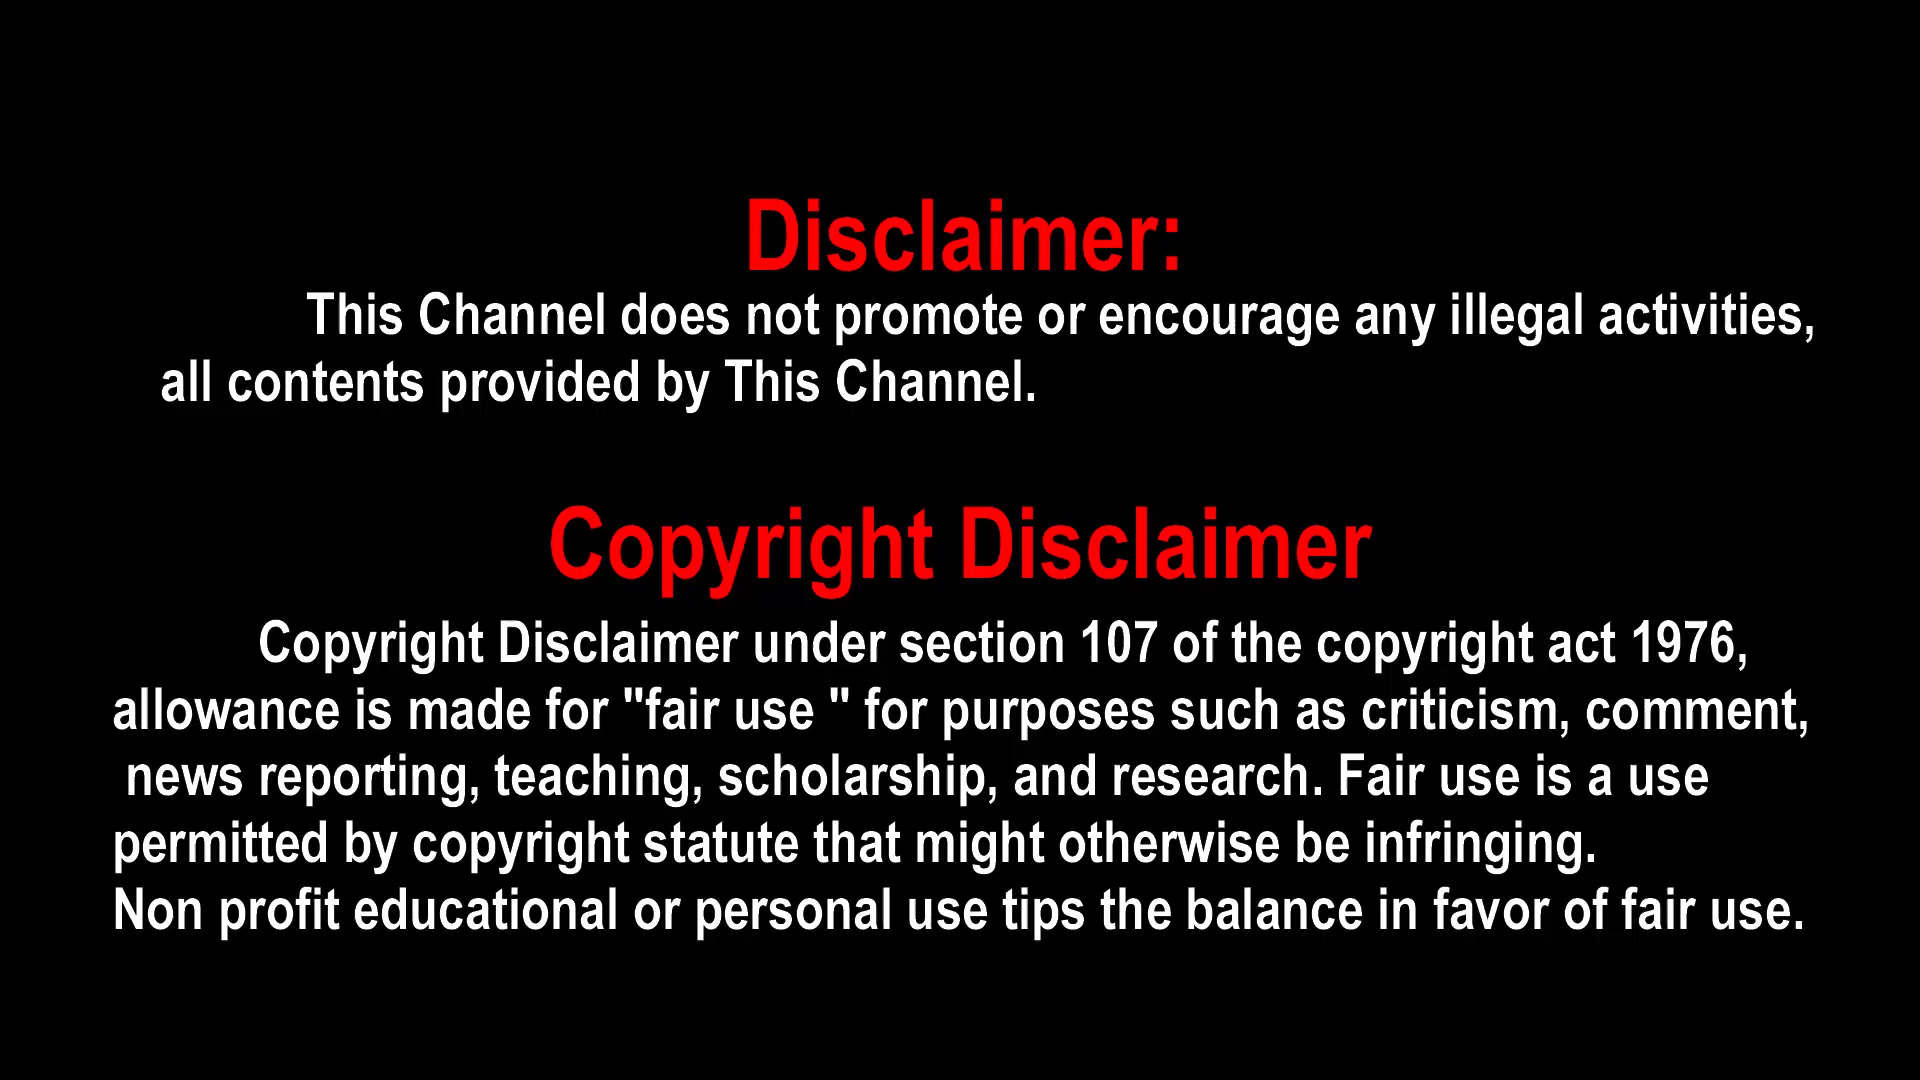 Disclaimer:
This Channel does not promote or encourage any illegal activities,
all contents provided by This Channel.
Copyright Disclaimer
Copyright Disclaimer under section 107 of the copyright act 1976,
allowance is made for "fair use " for purposes such as criticism, comment,
news reporting, teaching, scholarship, and research. Fair use is a use
permitted by copyright statute that might otherwise be infringing.
Non profit educational or personal use tips the balance in favor of fair use.